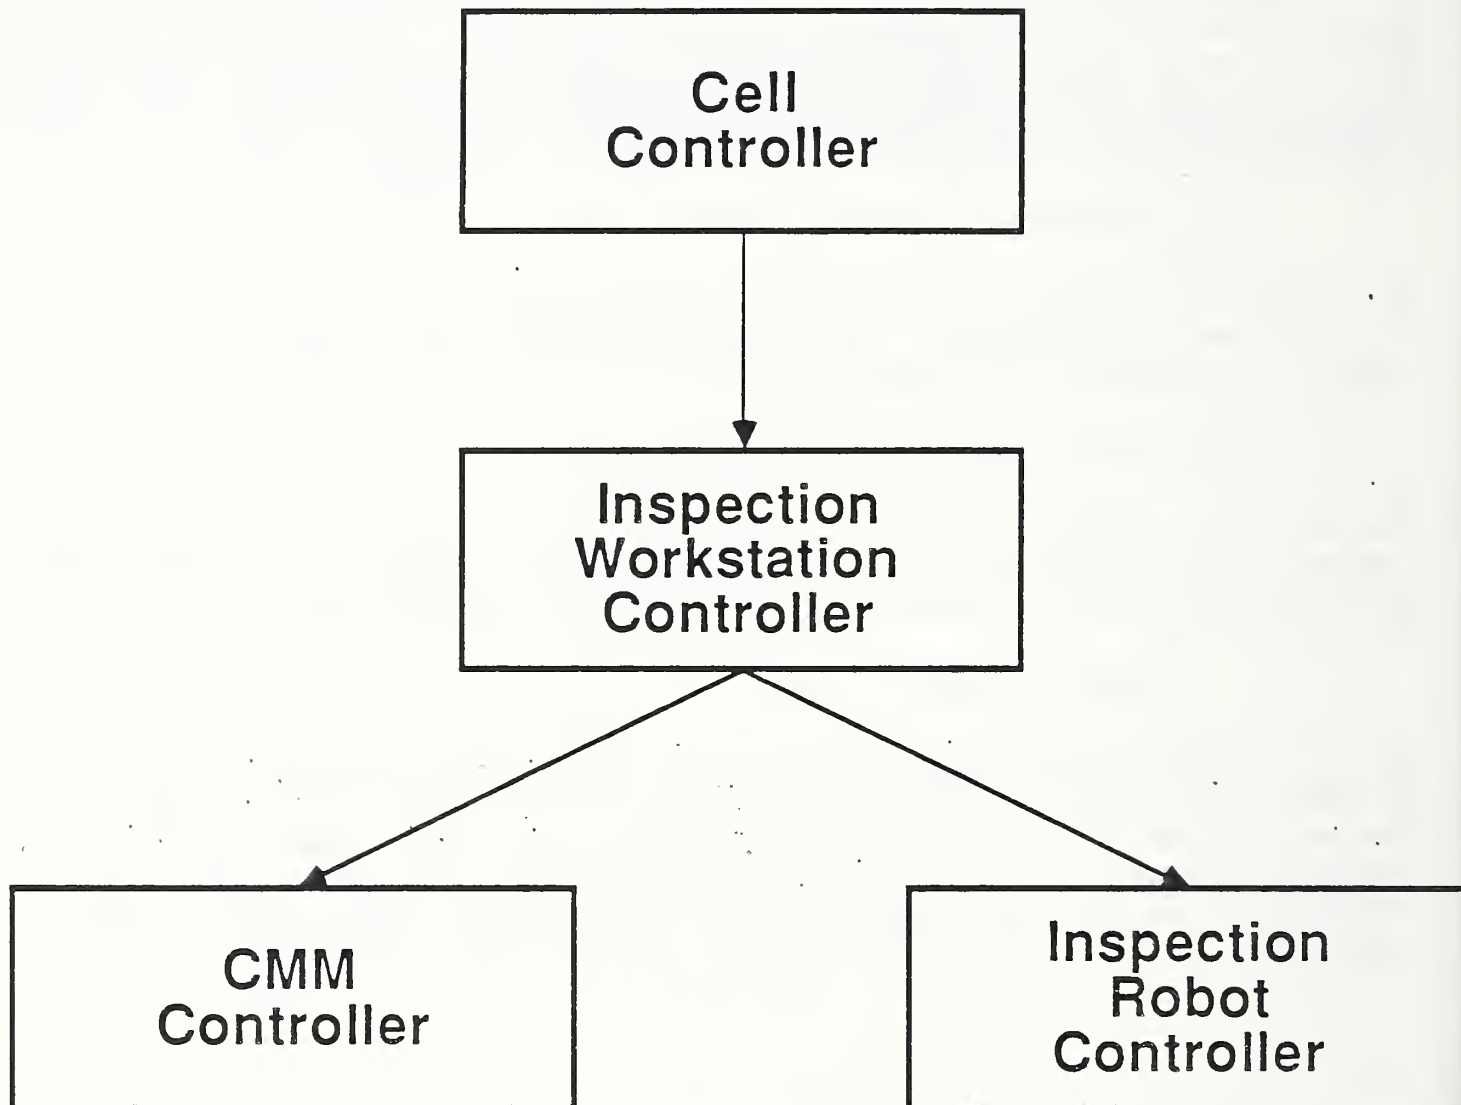 Cell
Controller
Inspection
Workstation
Controller
CMM
Controller
Inspection
Robot
Controller